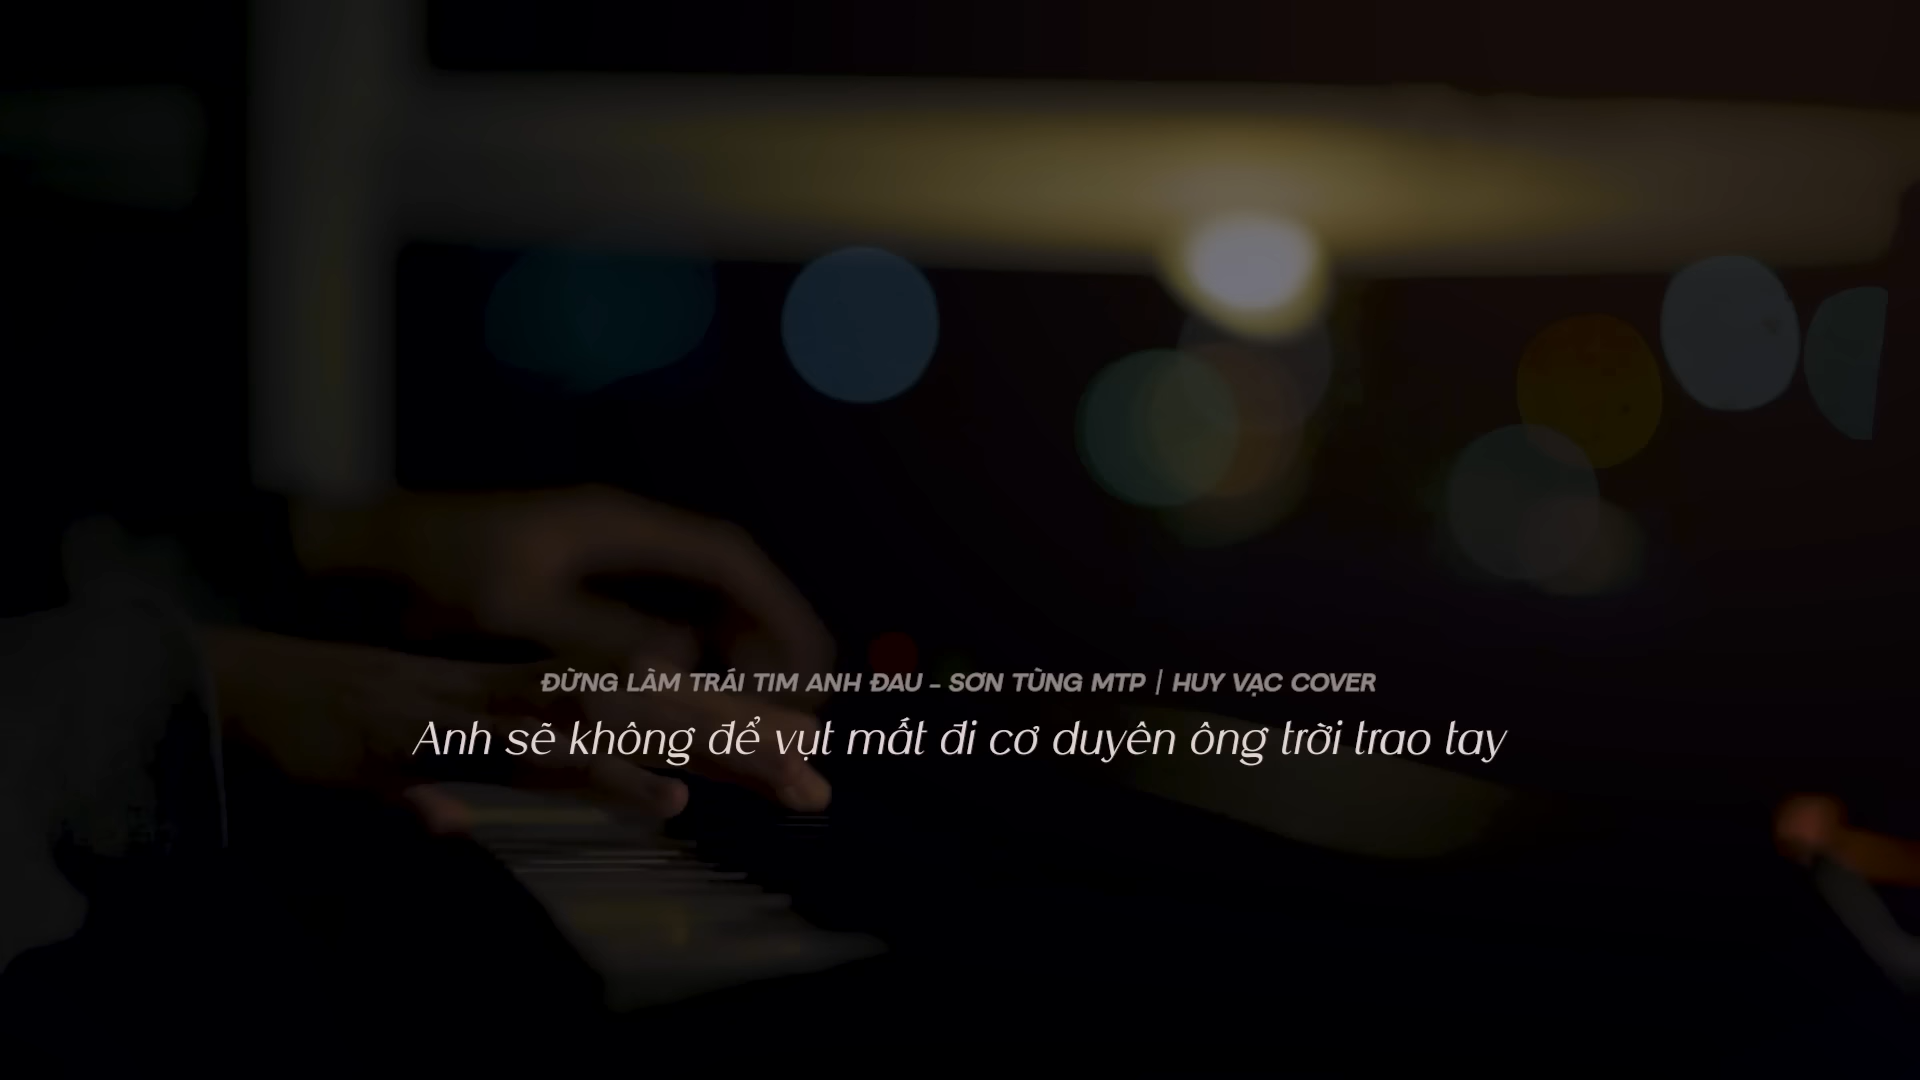 ĐỪNG LÀM TRÁI TIM ANH ĐAU - SƠN TÙNG MTP | HUY VẠC COVER
Anh sẽ không để vụt mất đi cơ duyên ông trời trao tay